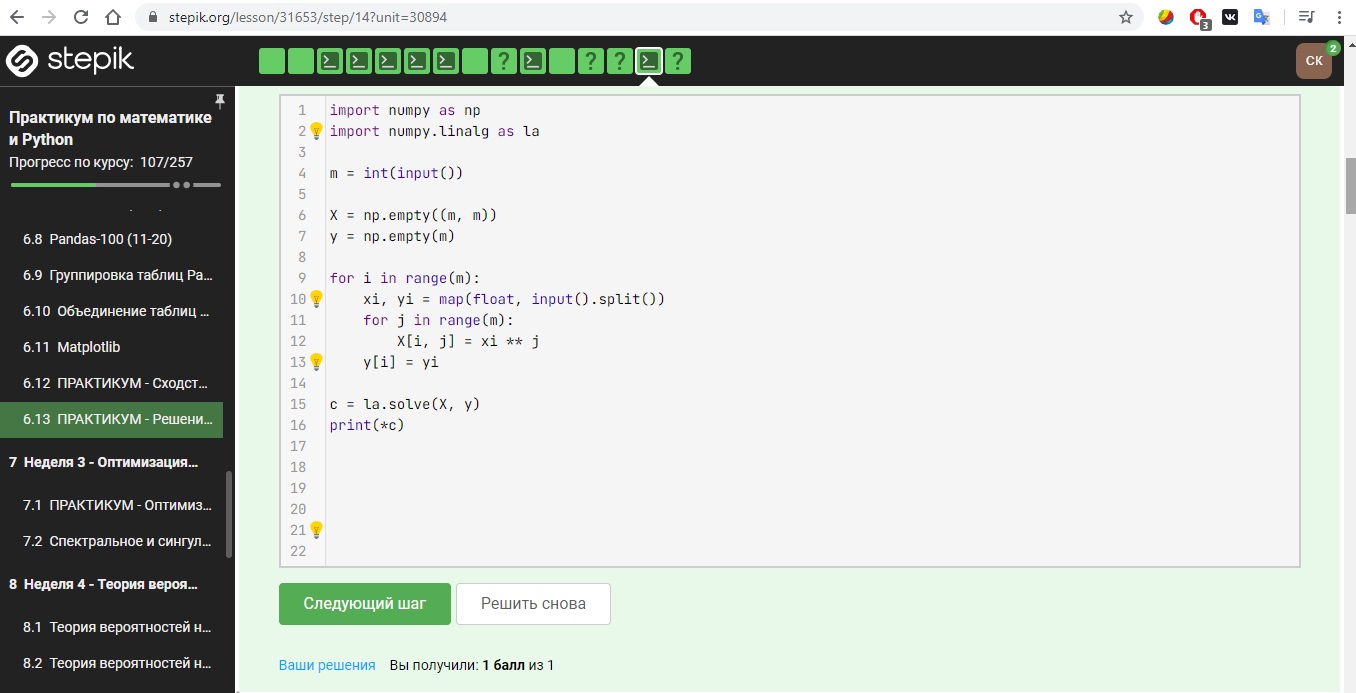 stepik.org/lesson/31653/step/14?unit=30894
3
stepik
? ? ? ?
СК
2
Практикум по математике
и Python
Прогресс по курсу: 107/257
6.8 Pandas-100 (11-20)
6.9 Группировка таблиц Pa...
6.10 Объединение таблиц ...
6.11 Matplotlib
6.12 ПРАКТИКУМ - Сходст...
6.13 ПРАКТИКУМ - Решени...
7 Неделя 3 - Оптимизация...
7.1 ПРАКТИКУМ - Оптимиз...
7.2 Спектральное и сингул...
8 Неделя 4 - Теория вероя...
8.1 Теория вероятностей н...
8.2 Теория вероятностей н...
1 import numpy as np
2 import numpy.linalg as la
3
4 m = int(input())
5
6 X = np.empty((m, m))
7 y = np.empty(m)
8
9 for i in range(m):
10     xi, yi = map(float, input().split())
11     for j in range(m):
12         X[i, j] = xi ** j
13     y[i] = yi
14
15 c = la.solve(X, y)
16 print(*c)
17
18
19
20
21
22
Следующий шаг
Решить снова
Ваши решения Вы получили: 1 балл из 1